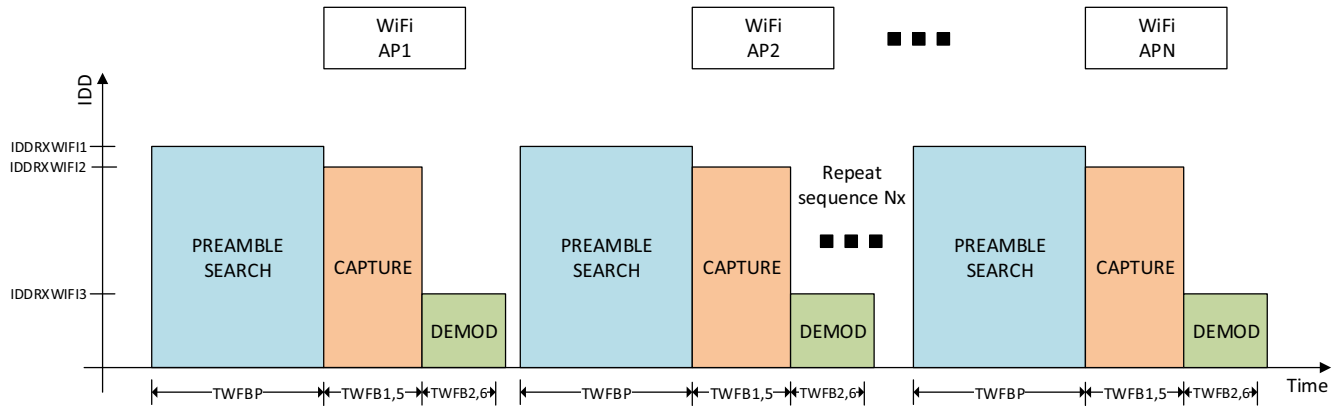 WiFi
AP1
WiFi
AP2
WiFi
APN
IDD
IDDRXWIFI1
IDDRXWIFI2
IDDRXWIFI3
PREAMBLE
SEARCH
CAPTURE
DEMOD
PREAMBLE
SEARCH
CAPTURE
DEMOD
Repeat
sequence Nx
PREAMBLE
SEARCH
CAPTURE
DEMOD
TWFBP
TWFB1,5
TWFB2,6
TWFBP
TWFB1,5
TWFB2,6
TWFBP
TWFB1,5
TWFB2,6
Time